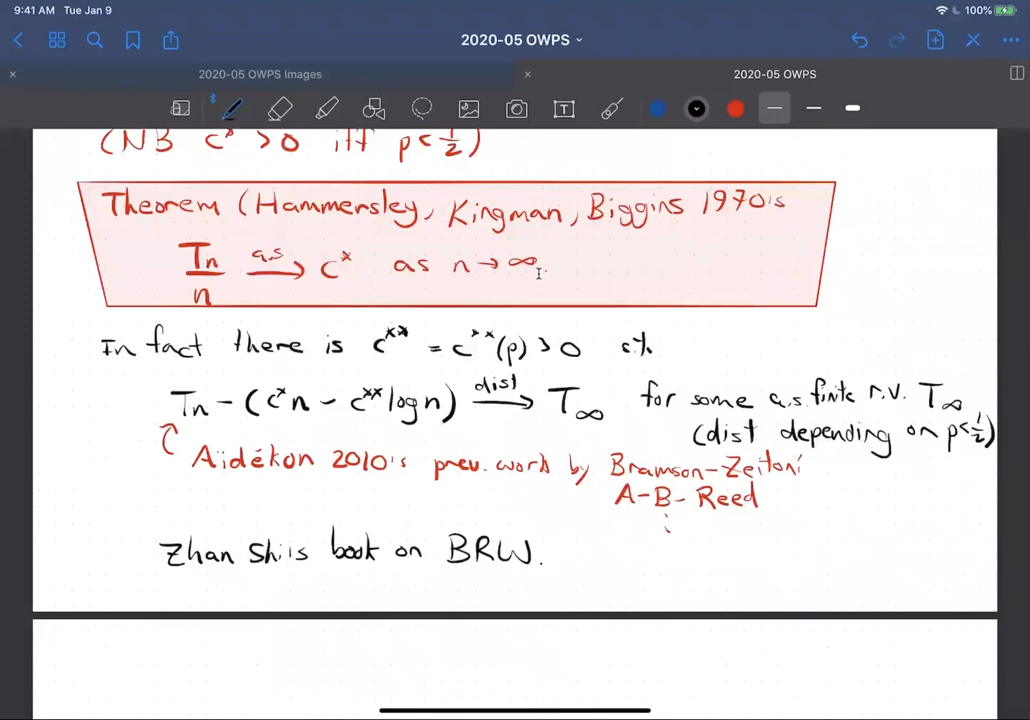 9:41 AM Tue Jan 9
100%
2020-05 OWPS
2020-05 OWPS Images
2020-05 OWPS
(NB c* > 0 iff p < 1/2)
Theorem (Hammersley, Kingman, Biggins 1970's
Tn/n a.s → c* as n → ∞.
In fact there is c** = c**(p) > 0 s.t.
Tn - (c*n - c** log n) dist → T∞ for some a.s. finite r.v. T∞
(dist depending on p < 1/2)
Aïdékon 2010's prev. work by Bramson-Zeitouni
A-B-Reed
⋮
Zhan Shi's book on BRW.